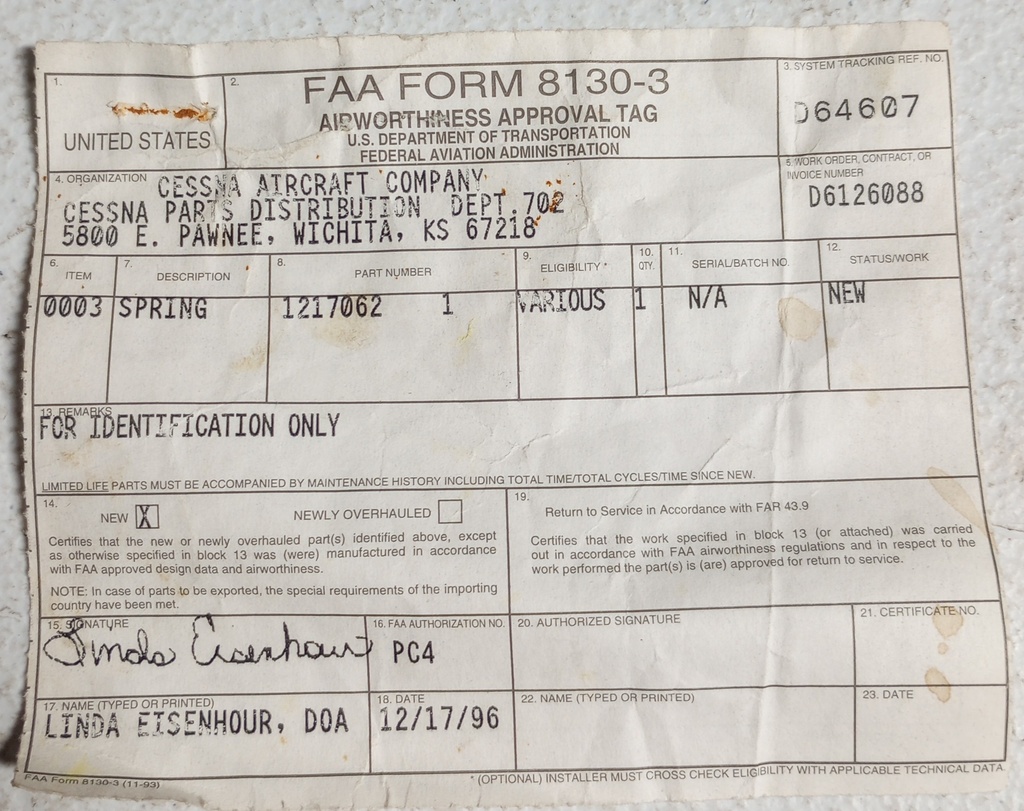 1.
UNITED STATES
2.
FAA FORM 8130-3
AIRWORTHINESS APPROVAL TAG
U.S. DEPARTMENT OF TRANSPORTATION
FEDERAL AVIATION ADMINISTRATION
3. SYSTEM TRACKING REF. NO.
D64607
4. ORGANIZATION CESSNA AIRCRAFT COMPANY
CESSNA PARTS DISTRIBUTION DEPT.702
5800 E. PAWNEE, WICHITA, KS 67218
5. WORK ORDER, CONTRACT, OR
INVOICE NUMBER
D6126088
6. ITEM 7. DESCRIPTION 8. PART NUMBER 9. ELIGIBILITY * 10. QTY. 11. SERIAL/BATCH NO. 12. STATUS/WORK
0003 SPRING 1217062 1 VARIOUS 1 N/A NEW
13. REMARKS
FOR IDENTIFICATION ONLY
LIMITED LIFE PARTS MUST BE ACCOMPANIED BY MAINTENANCE HISTORY INCLUDING TOTAL TIME/TOTAL CYCLES/TIME SINCE NEW.
14.
NEW X NEWLY OVERHAULED
Certifies that the new or newly overhauled part(s) identified above, except
as otherwise specified in block 13 was (were) manufactured in accordance
with FAA approved design data and airworthiness.
NOTE: In case of parts to be exported, the special requirements of the importing
country have been met.
19.
Return to Service in Accordance with FAR 43.9
Certifies that the work specified in block 13 (or attached) was carried
out in accordance with FAA airworthiness regulations and in respect to the
work performed the part(s) is (are) approved for return to service.
15. SIGNATURE
Linda Eisenhour
16. FAA AUTHORIZATION NO.
PC4
20. AUTHORIZED SIGNATURE
21. CERTIFICATE NO.
17. NAME (TYPED OR PRINTED)
LINDA EISENHOUR, DOA
18. DATE
12/17/96
22. NAME (TYPED OR PRINTED)
23. DATE
FAA Form 8130-3 (11-93)
* (OPTIONAL) INSTALLER MUST CROSS CHECK ELIGIBILITY WITH APPLICABLE TECHNICAL DATA.